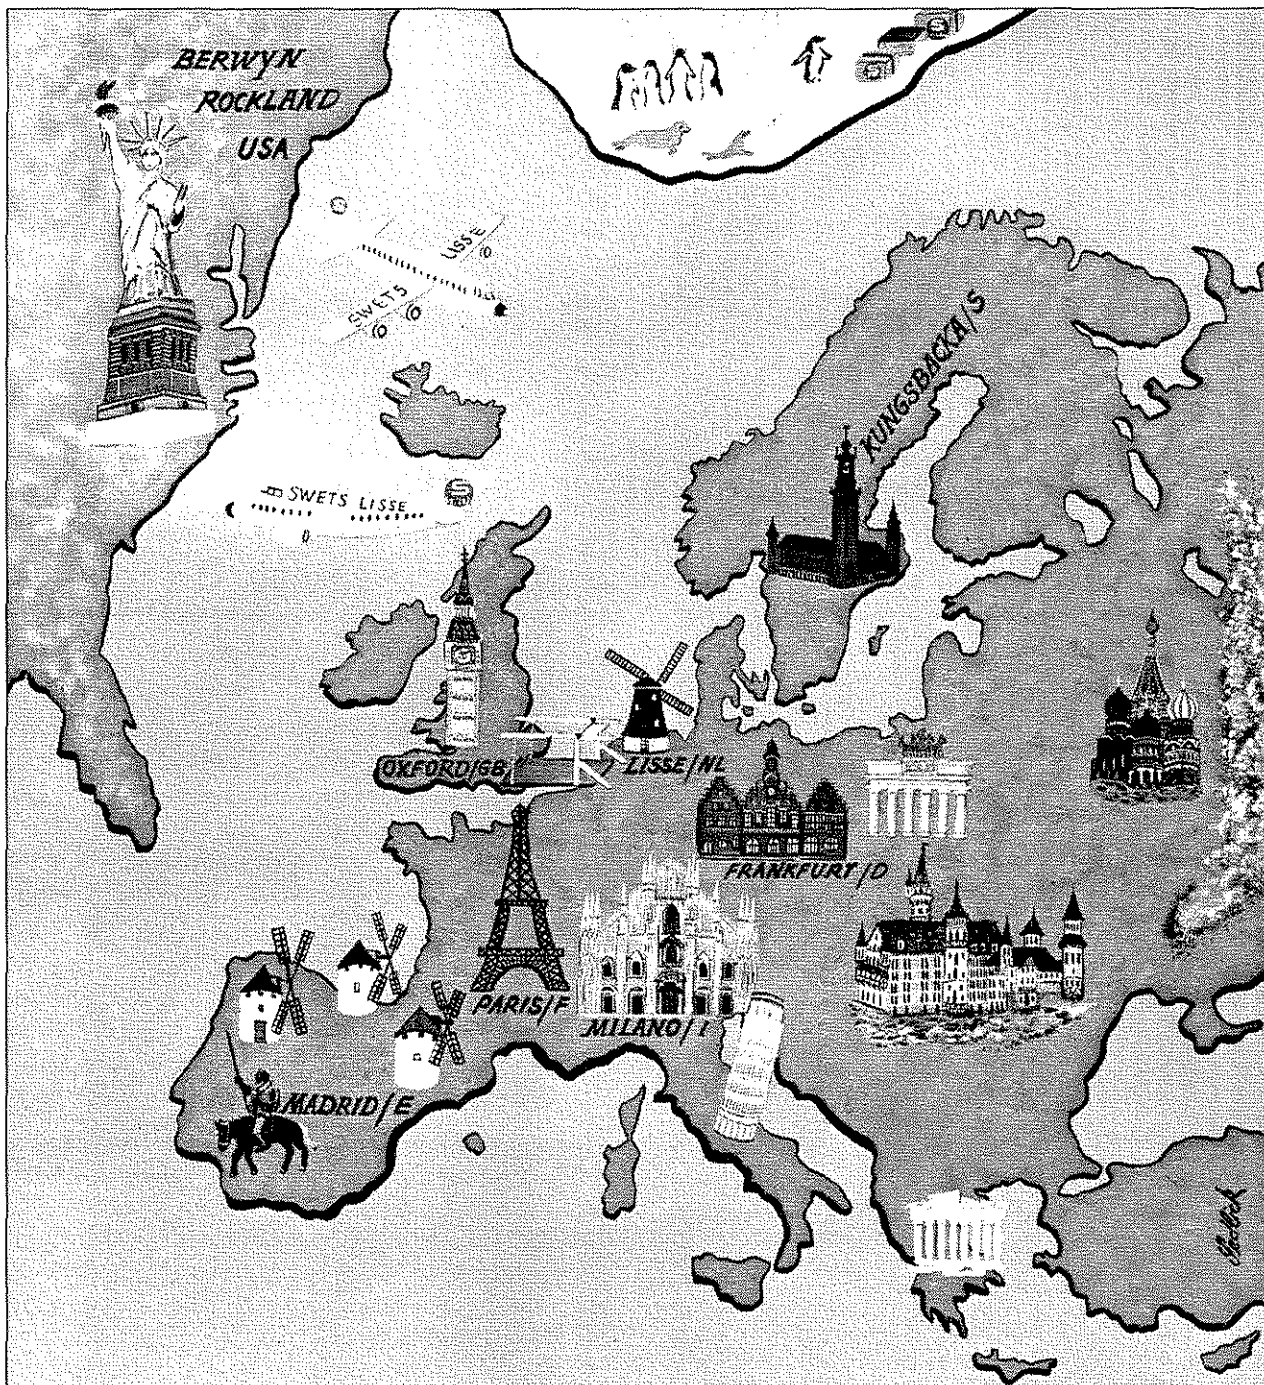 BERWYN
ROCKLAND
USA
LISSE
SWETS
KUNGSBACKA/S
SWETS LISSE
OXFORD/GB
LISSE/NL
FRANKFURT/D
PARIS/F
MILANO/I
MADRID/E